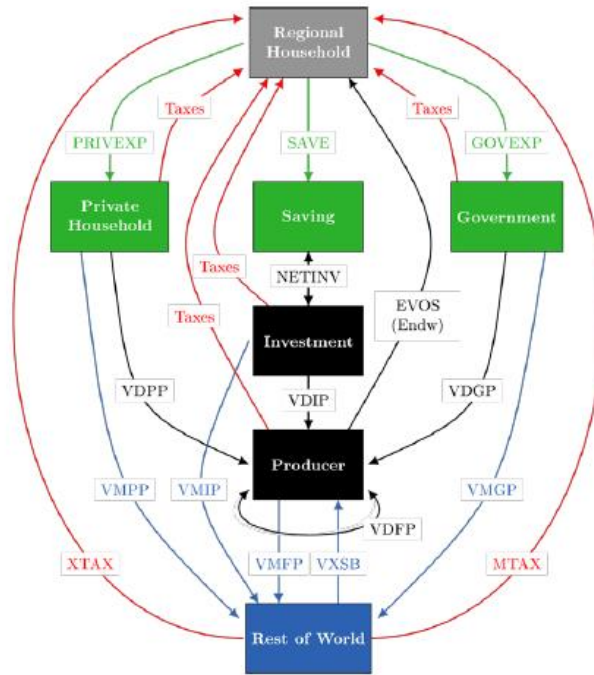 Regional
Household
Taxes
Taxes
PRIVEXP
SAVE
GOVEXP
Private
Household
Saving
Government
Taxes
NETINV
Taxes
EVOS
(Endw)
Investment
VDPP
VDIP
VDGP
Producer
VMPP
VMIP
VMGP
VDFP
XTAX
VMFP
VXSB
MTAX
Rest of World